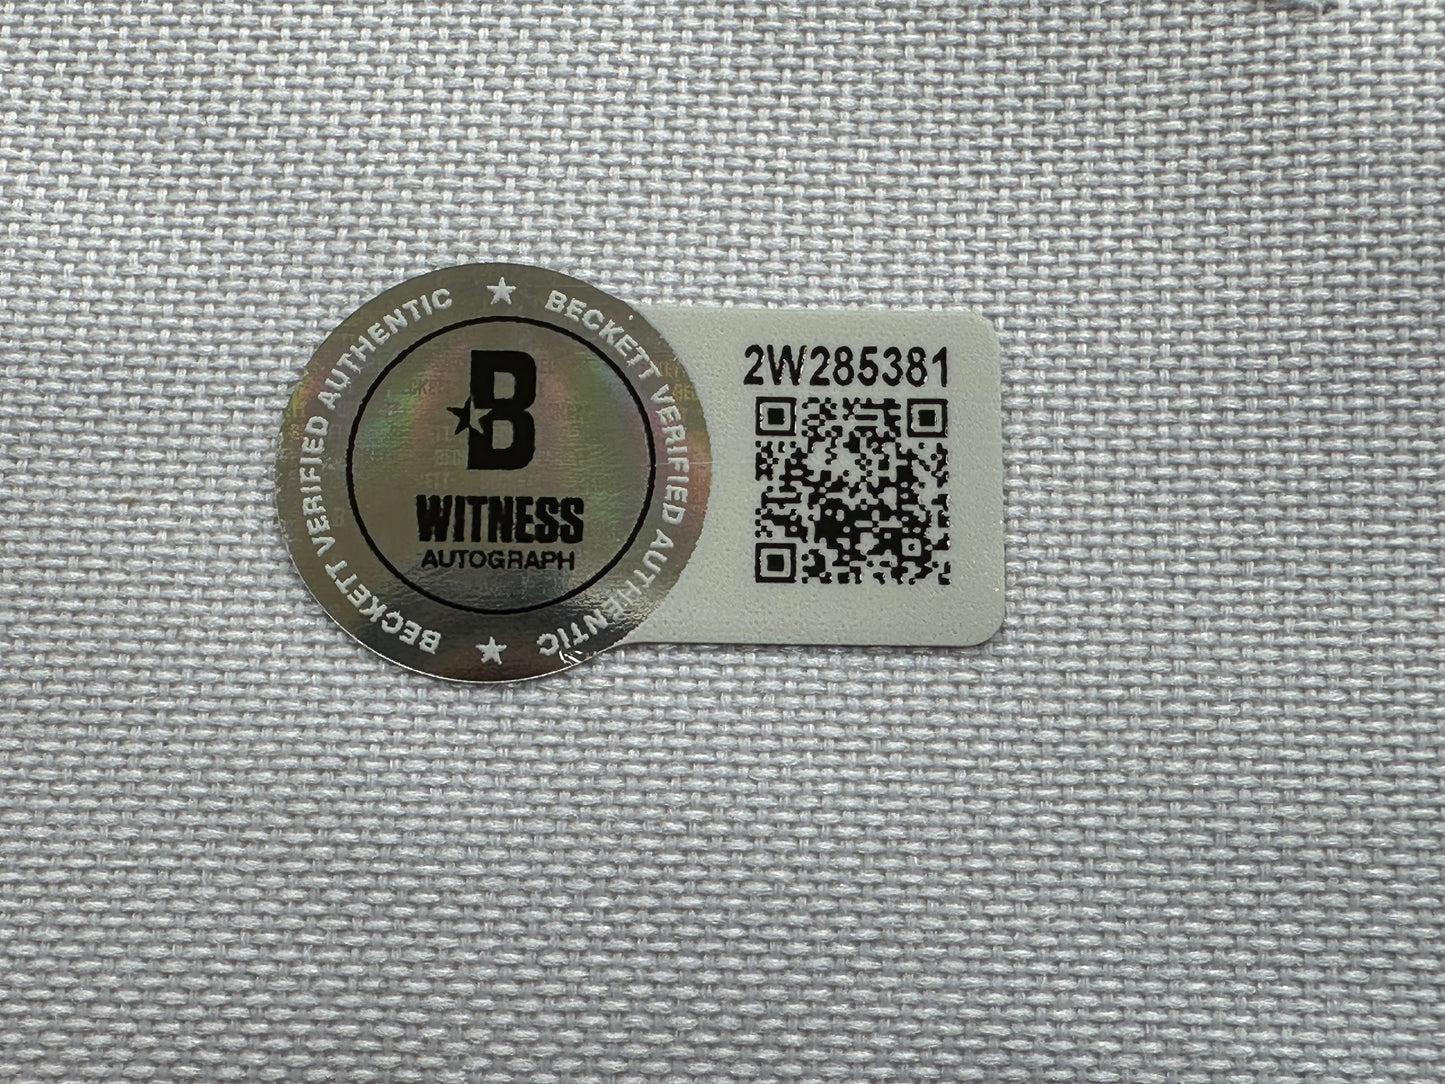 BECKETT VERIFIED AUTHENTIC ★ BECKETT VERIFIED AUTHENTIC ★
B
WITNESS
AUTOGRAPH
2W285381